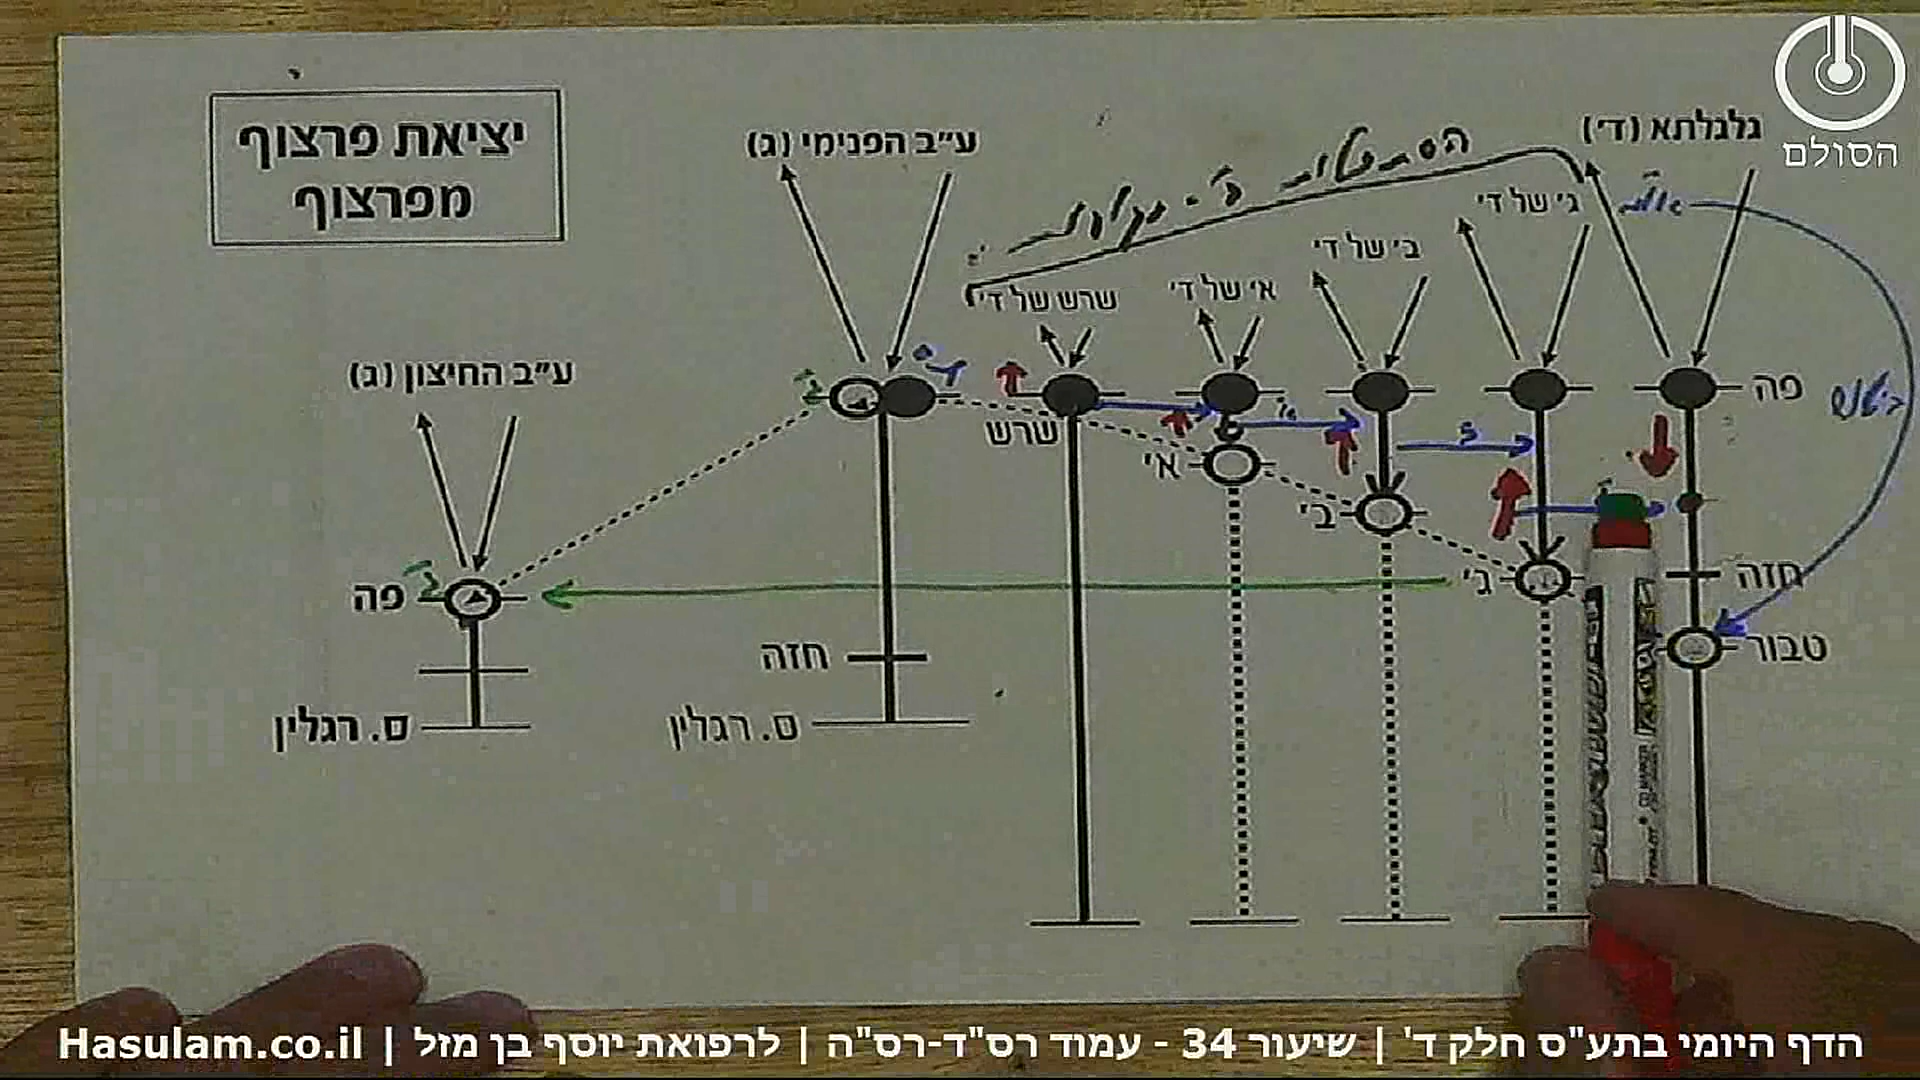 הסולם
יציאת פרצוף
מפרצוף
גלגלתא (ד')
ג' של ד'
ב' של ד'
א' של ד'
שרש של ד'
ע"ב הפנימי (ג)
ע"ב החיצון (ג)
פה
שרש
א'
ב'
ג'
חזה
טבור
פה
חזה
ס. רגלין
ס. רגלין
הדף היומי בתע"ס חלק ד' | שיעור 34 - עמוד רס"ד-רס"ה | לרפואת יוסף בן מזל | Hasulam.co.il